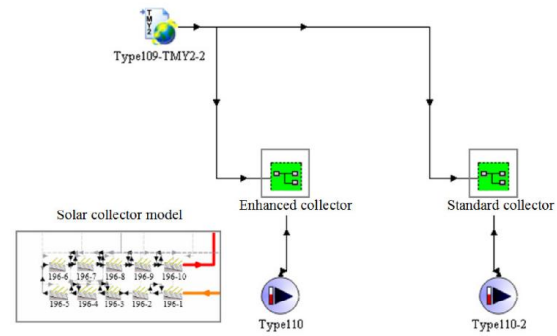 TMY2
Type109-TMY2-2
Enhanced collector
Standard collector
Solar collector model
196-6 196-7 196-8 196-9 196-10
196-5 196-4 196-3 196-2 196-1
Type110
Type110-2